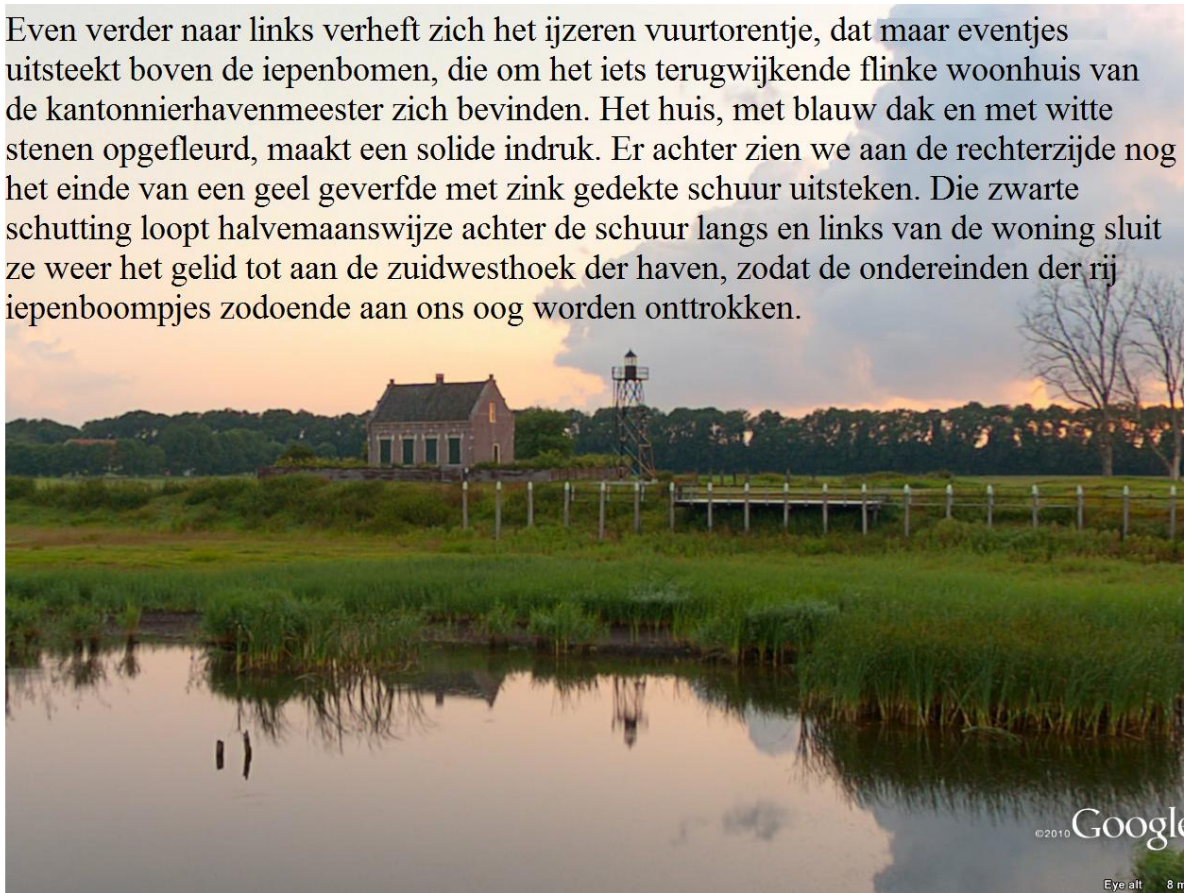 Even verder naar links verheft zich het ijzeren vuurtorentje, dat maar eventjes
uitsteekt boven de iepenbomen, die om het iets terugwijkende flinke woonhuis van
de kantonnierhavenmeester zich bevinden. Het huis, met blauw dak en met witte
stenen opgefleurd, maakt een solide indruk. Er achter zien we aan de rechterzijde nog
het einde van een geel geverfde met zink gedekte schuur uitsteken. Die zwarte
schutting loopt halvemaanswijze achter de schuur langs en links van de woning sluit
ze weer het gelid tot aan de zuidwesthoek der haven, zodat de ondereinden der rij
iepenboompjes zodoende aan ons oog worden onttrokken.
©2010 Google
Eye alt 8 m